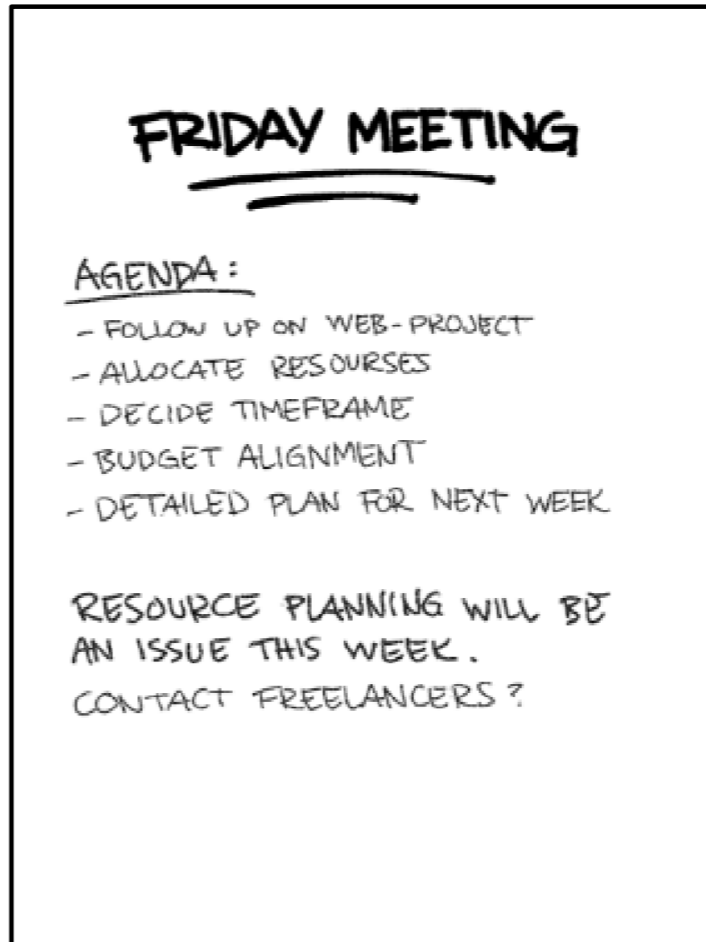 FRIDAY MEETING
AGENDA:
- FOLLOW UP ON WEB-PROJECT
- ALLOCATE RESOURSES
- DECIDE TIMEFRAME
- BUDGET ALIGNMENT
- DETAILED PLAN FOR NEXT WEEK
RESOURCE PLANNING WILL BE
AN ISSUE THIS WEEK.
CONTACT FREELANCERS?